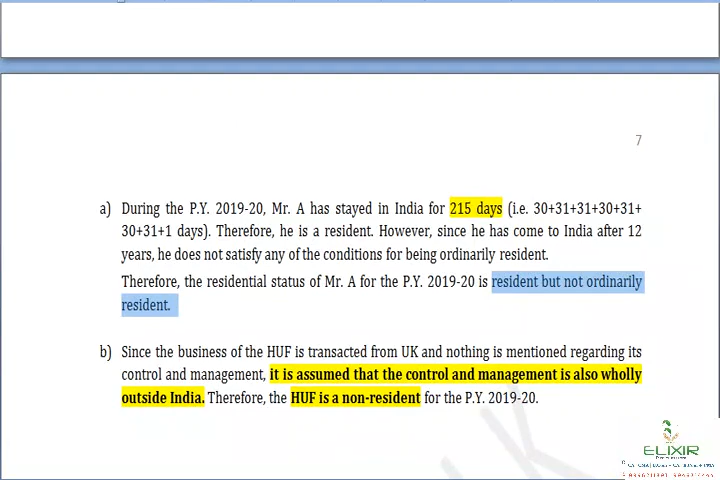 7
a) During the P.Y. 2019-20, Mr. A has stayed in India for 215 days (i.e. 30+31+31+30+31+
30+31+1 days). Therefore, he is a resident. However, since he has come to India after 12
years, he does not satisfy any of the conditions for being ordinarily resident.
Therefore, the residential status of Mr. A for the P.Y. 2019-20 is resident but not ordinarily
resident.
b) Since the business of the HUF is transacted from UK and nothing is mentioned regarding its
control and management, it is assumed that the control and management is also wholly
outside India. Therefore, the HUF is a non-resident for the P.Y. 2019-20.
ELIXIR